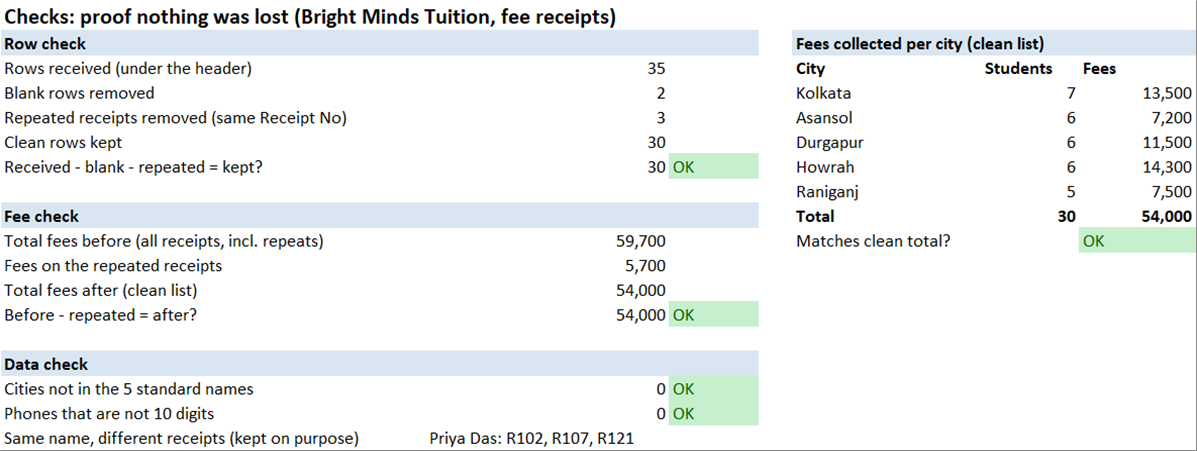 Checks: proof nothing was lost (Bright Minds Tuition, fee receipts)
Row check
Rows received (under the header) 35
Blank rows removed 2
Repeated receipts removed (same Receipt No) 3
Clean rows kept 30
Received - blank - repeated = kept? 30 OK
Fee check
Total fees before (all receipts, incl. repeats) 59,700
Fees on the repeated receipts 5,700
Total fees after (clean list) 54,000
Before - repeated = after? 54,000 OK
Data check
Cities not in the 5 standard names 0 OK
Phones that are not 10 digits 0 OK
Same name, different receipts (kept on purpose) Priya Das: R102, R107, R121
Fees collected per city (clean list)
City Students Fees
Kolkata 7 13,500
Asansol 6 7,200
Durgapur 6 11,500
Howrah 6 14,300
Raniganj 5 7,500
Total 30 54,000
Matches clean total? OK